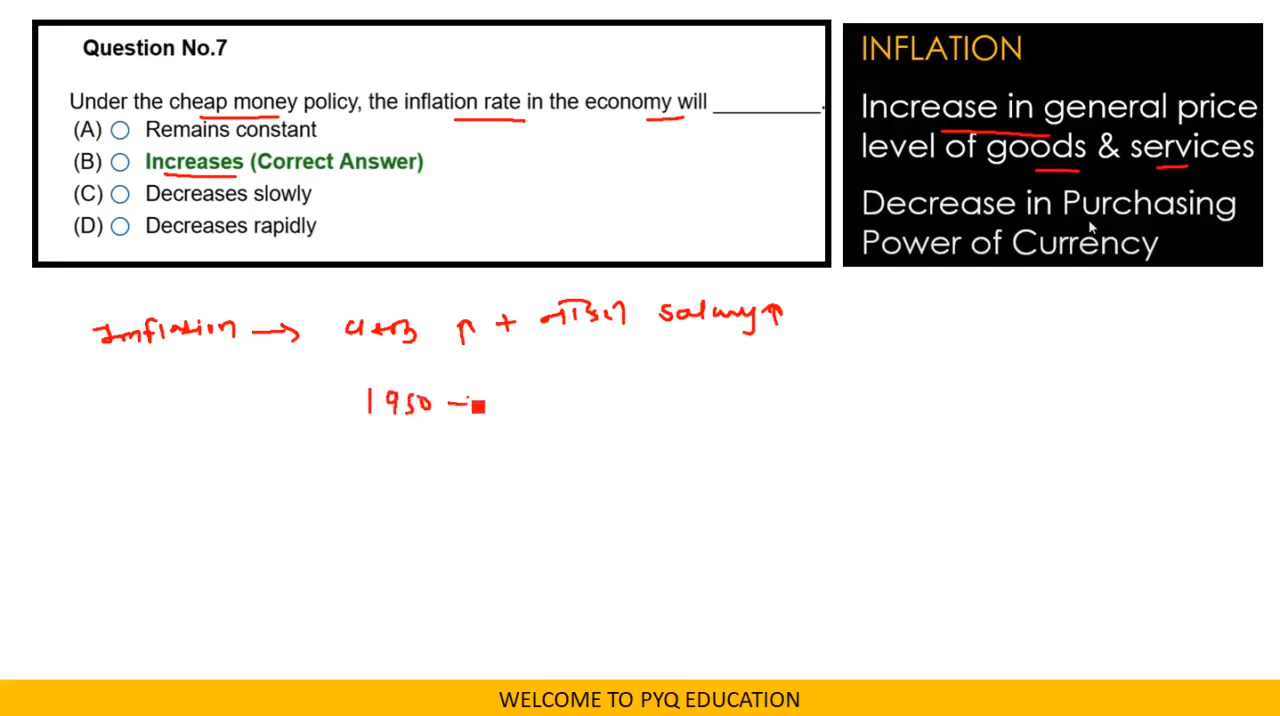 Question No.7
Under the cheap money policy, the inflation rate in the economy will _________.
(A) Remains constant
(B) Increases (Correct Answer)
(C) Decreases slowly
(D) Decreases rapidly
INFLATION
Increase in general price
level of goods & services
Decrease in Purchasing
Power of Currency
Inflation → ↑ + salary ↑
1950 -
WELCOME TO PYQ EDUCATION